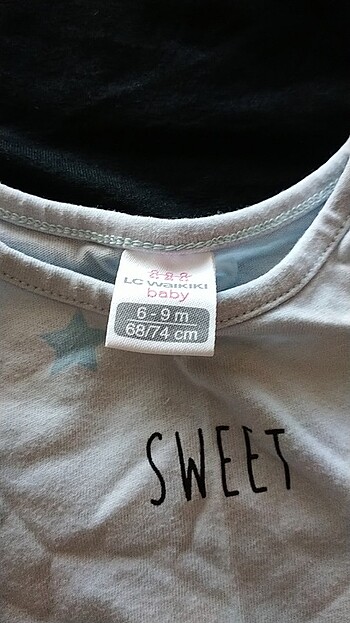 LC WAIKIKI
baby
6 - 9 m
68/74 cm
SWEET